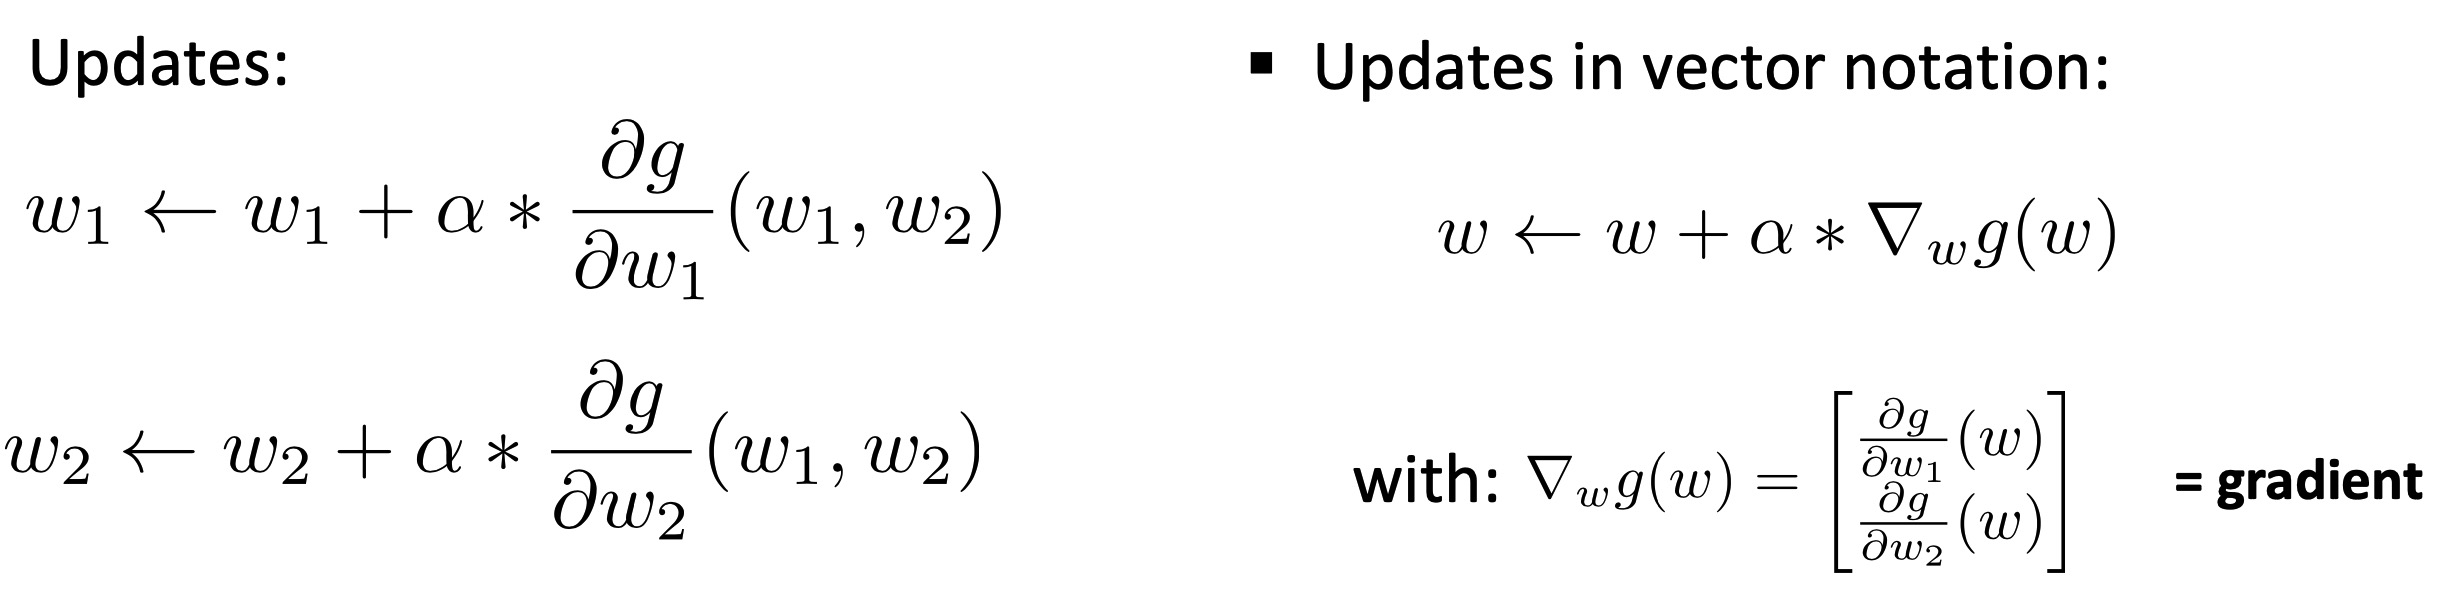 Updates:
$w_1 \leftarrow w_1 + \alpha * \frac{\partial g}{\partial w_1}(w_1, w_2)$
$w_2 \leftarrow w_2 + \alpha * \frac{\partial g}{\partial w_2}(w_1, w_2)$
▪ Updates in vector notation:
$w \leftarrow w + \alpha * \nabla_w g(w)$
with: $\nabla_w g(w) = \begin{bmatrix} \frac{\partial g}{\partial w_1}(w) \\ \frac{\partial g}{\partial w_2}(w) \end{bmatrix}$ = gradient